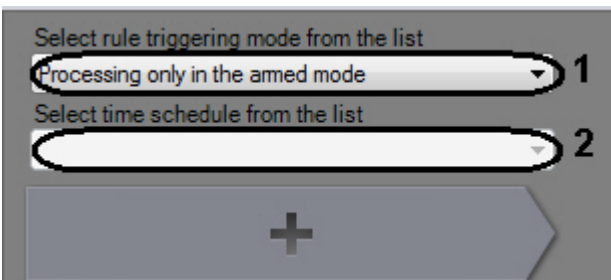 Select rule triggering mode from the list
Processing only in the armed mode
1
Select time schedule from the list
2
+